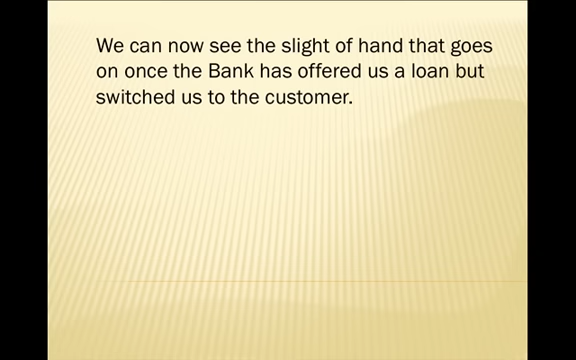 We can now see the slight of hand that goes
on once the Bank has offered us a loan but
switched us to the customer.